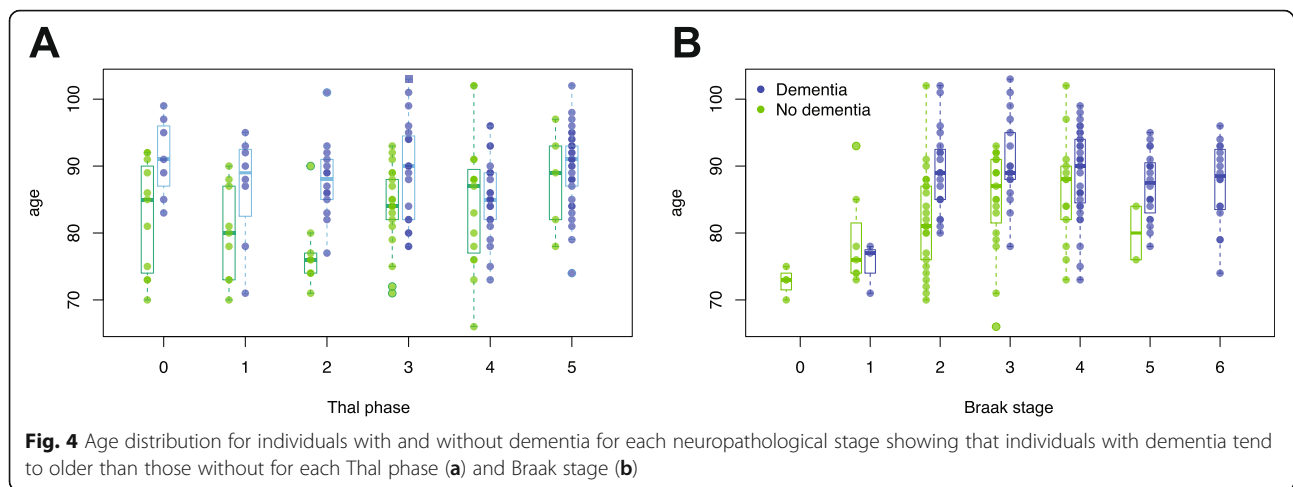 A
B
100
90
80
70
age
0 1 2 3 4 5
Thal phase
100
90
80
70
age
Dementia
No dementia
0 1 2 3 4 5 6
Braak stage
Fig. 4 Age distribution for individuals with and without dementia for each neuropathological stage showing that individuals with dementia tend
to older than those without for each Thal phase (a) and Braak stage (b)